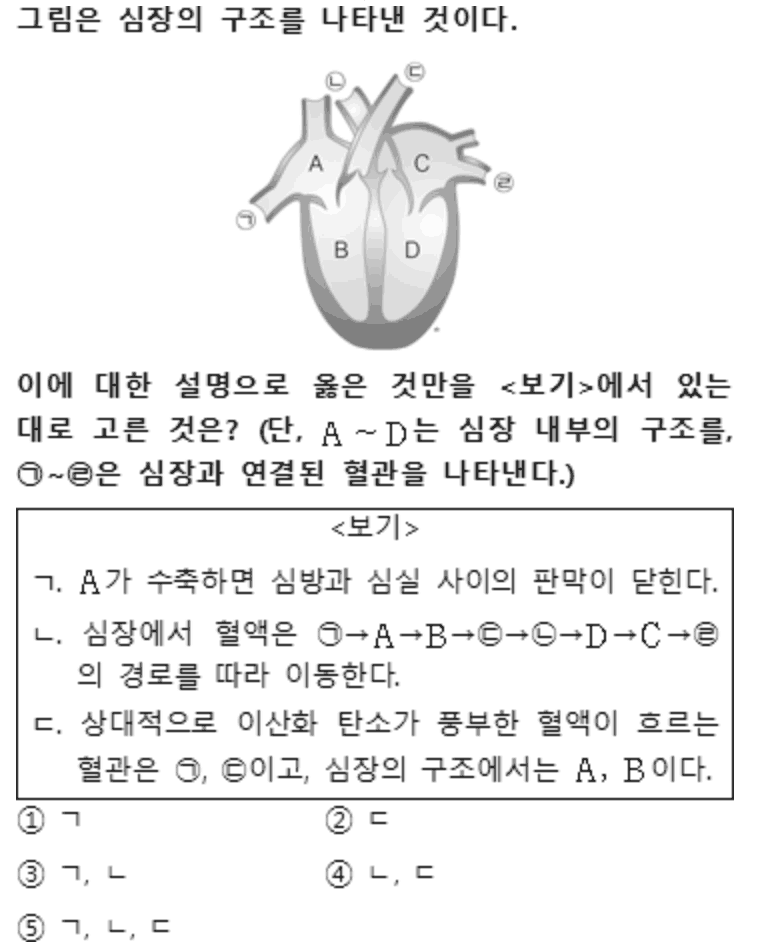 그림은 심장의 구조를 나타낸 것이다.
㉡ ㉢
A C
㉣
㉠
B D
이에 대한 설명으로 옳은 것만을 <보기>에서 있는
대로 고른 것은? (단, A ~ D는 심장 내부의 구조를,
㉠~㉣은 심장과 연결된 혈관을 나타낸다.)
<보기>
ㄱ. A가 수축하면 심방과 심실 사이의 판막이 닫힌다.
ㄴ. 심장에서 혈액은 ㉠→A→B→㉢→㉡→D→C→㉣
의 경로를 따라 이동한다.
ㄷ. 상대적으로 이산화 탄소가 풍부한 혈액이 흐르는
혈관은 ㉠, ㉢이고, 심장의 구조에서는 A, B이다.
① ㄱ ② ㄷ
③ ㄱ, ㄴ ④ ㄴ, ㄷ
⑤ ㄱ, ㄴ, ㄷ